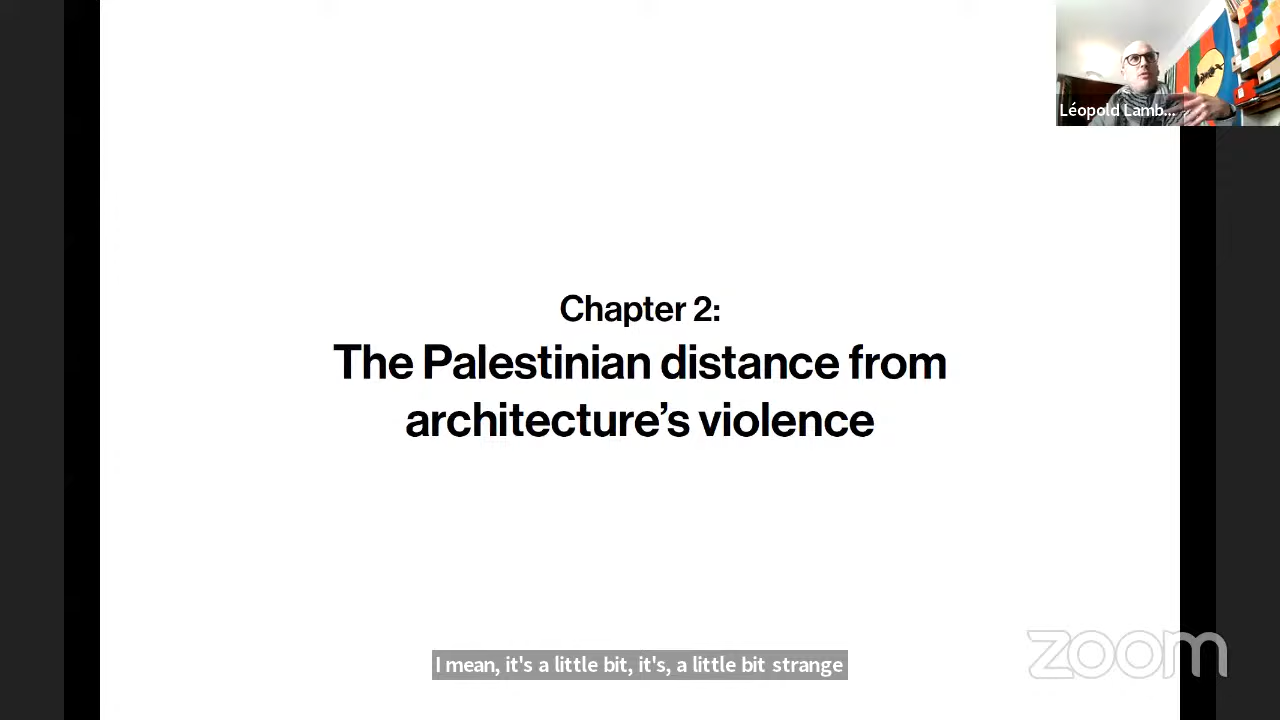 Léopold Lamb...
Chapter 2:
The Palestinian distance from
architecture’s violence
I mean, it's a little bit, it's, a little bit strange
zoom